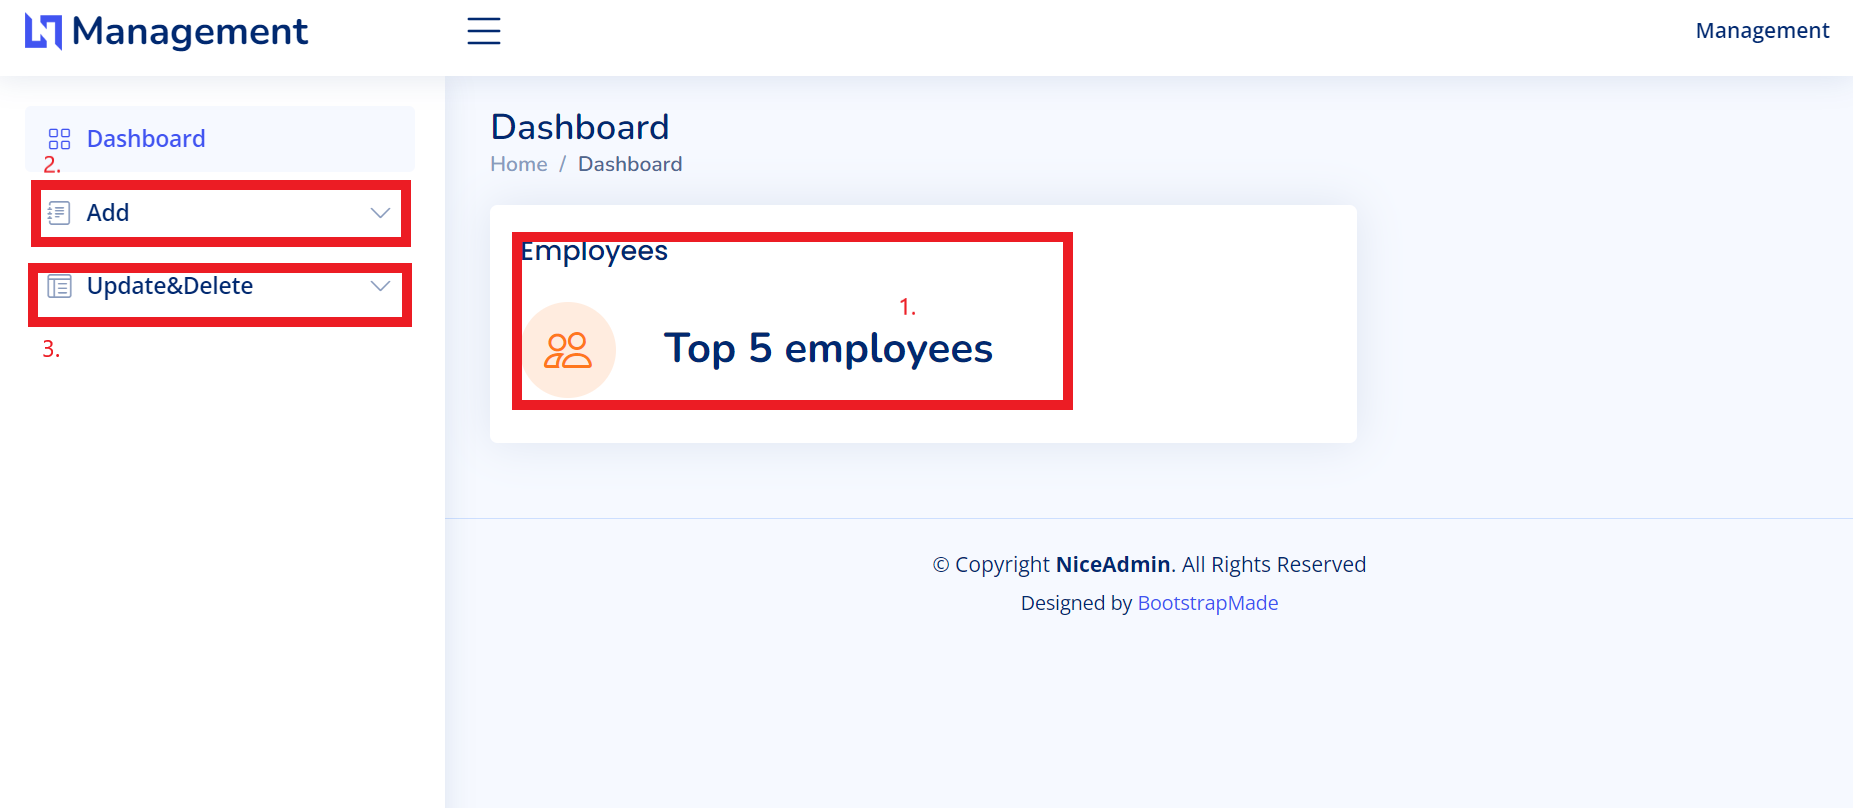 Management
Management
Dashboard
2.
Add
Update&Delete
3.
Dashboard
Home / Dashboard
Employees
1.
Top 5 employees
© Copyright NiceAdmin. All Rights Reserved
Designed by BootstrapMade